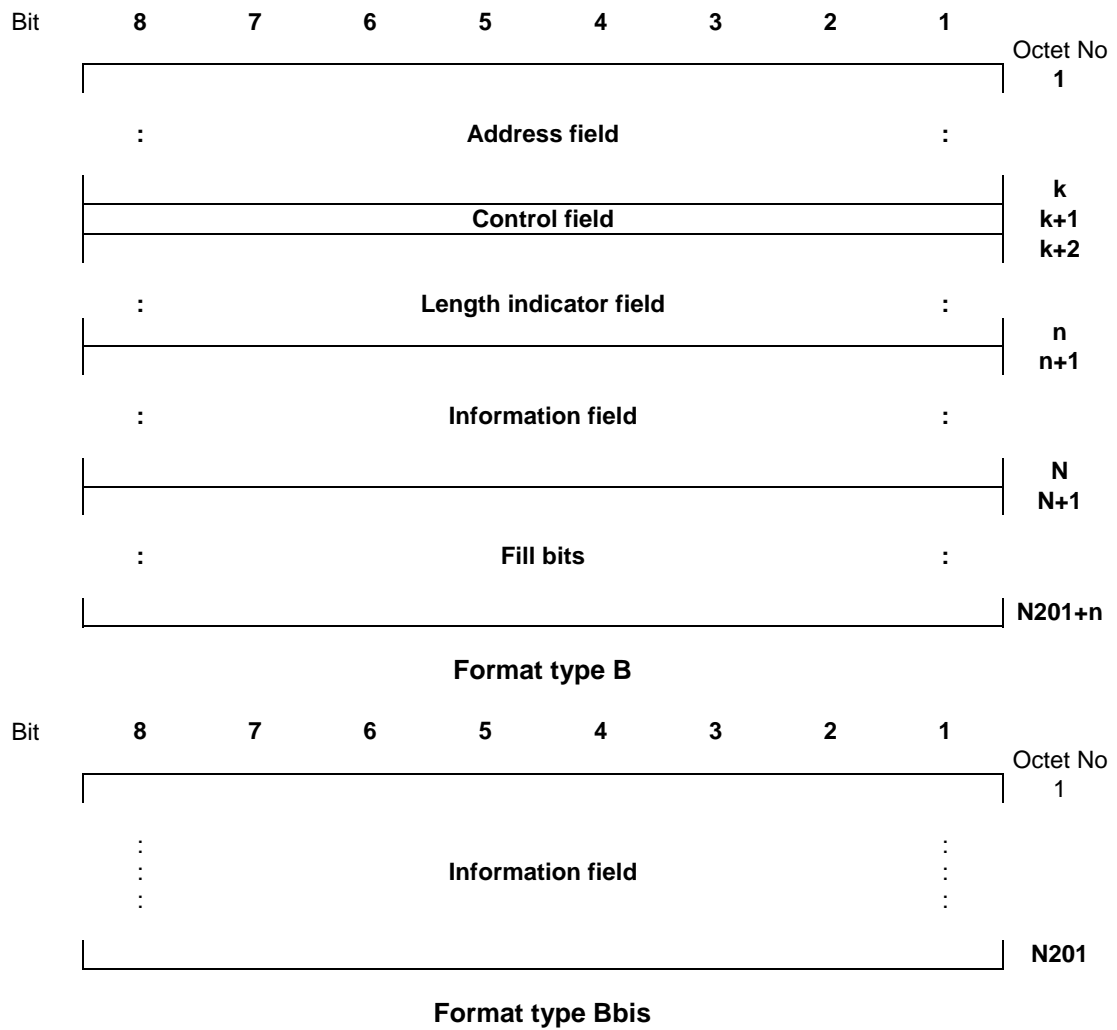 Bit 8 7 6 5 4 3 2 1
Octet No
1
: Address field :
k
Control field k+1
k+2
: Length indicator field :
n
n+1
: Information field :
N
N+1
: Fill bits :
N201+n
Format type B
Bit 8 7 6 5 4 3 2 1
Octet No
1
: :
: Information field :
: :
N201
Format type Bbis